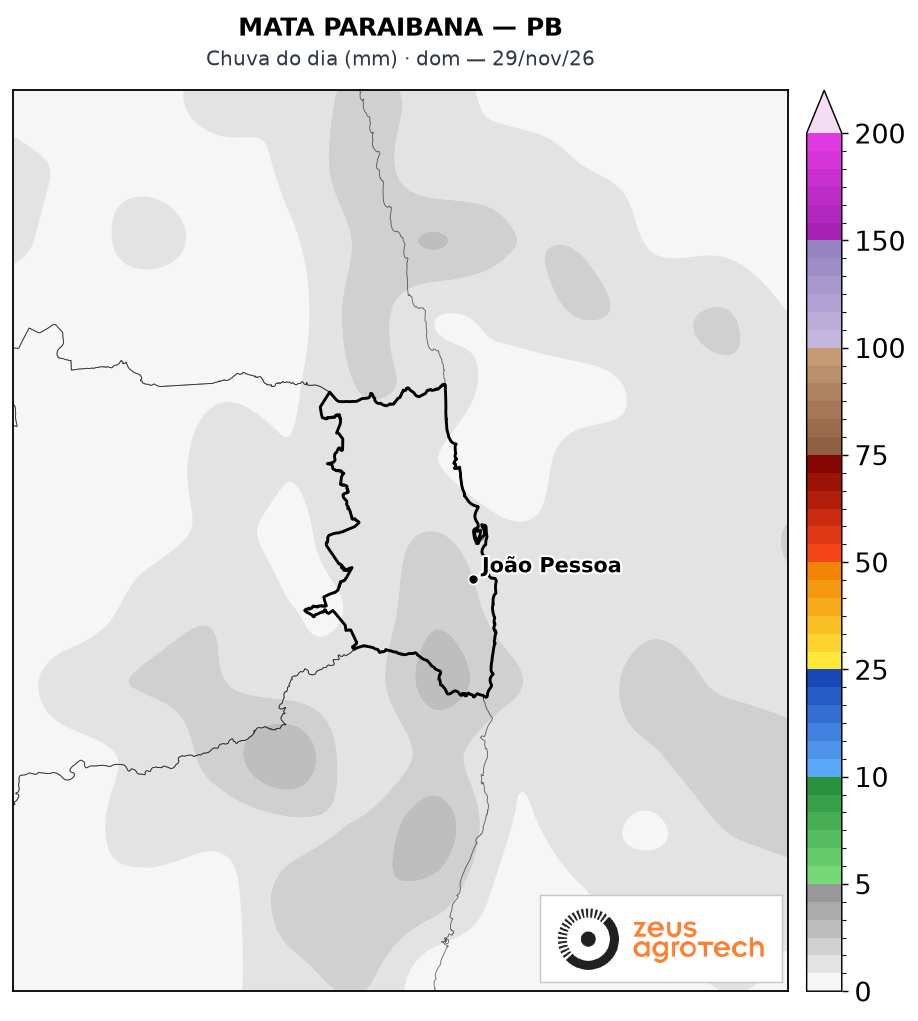 MATA PARAIBANA — PB
Chuva do dia (mm) · dom — 29/nov/26
200
150
100
75
50
25
10
5
0
João Pessoa
zeus
agrotech